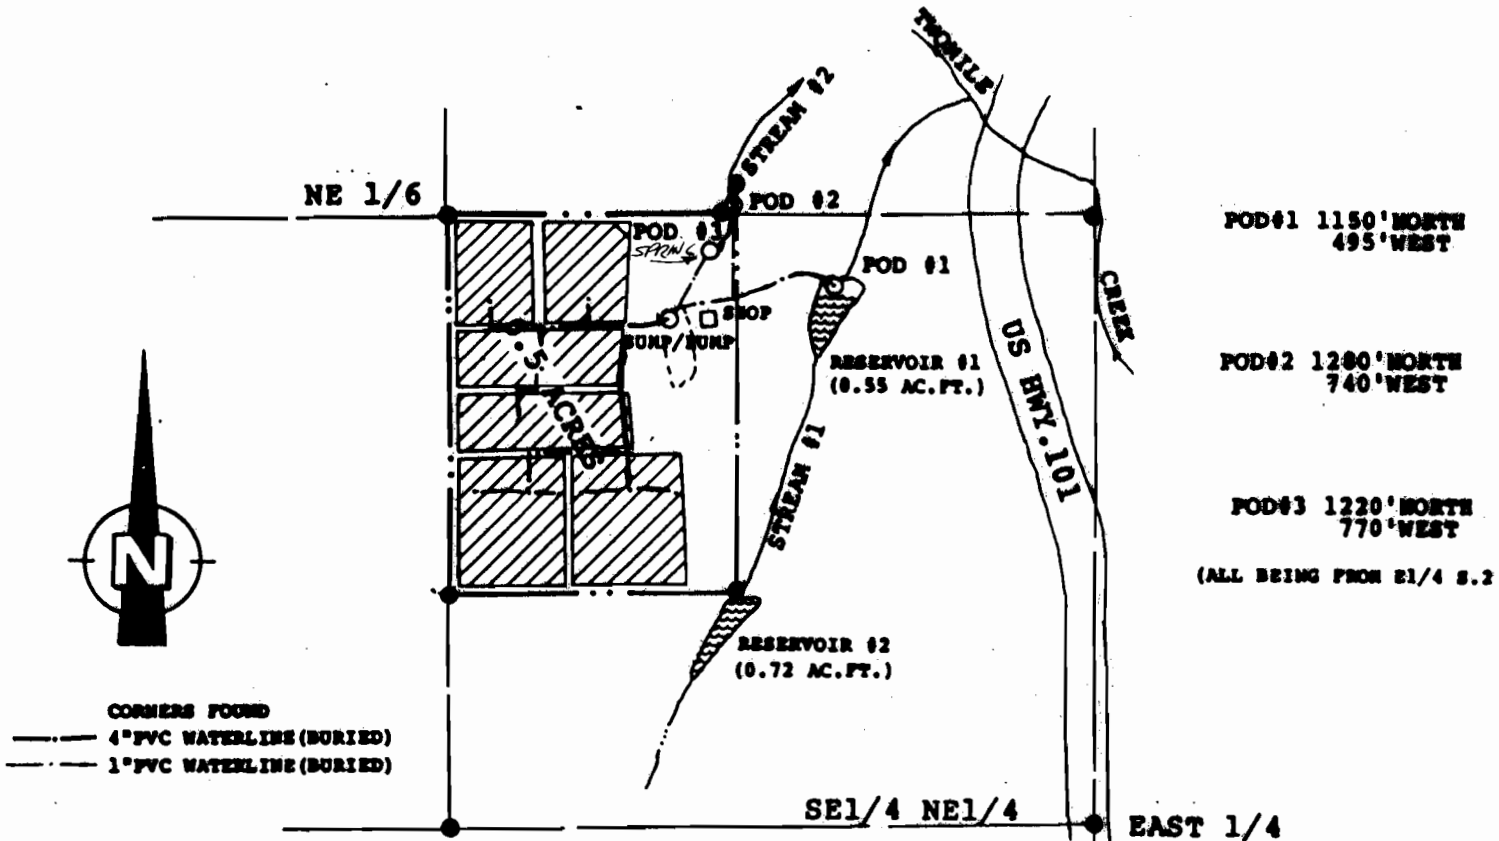 TWOMILE
STREAM #2
NE 1/6
POD #2
POD #3
SPRING
POD #1
SHOP
SUMP/PUMP
6.5 ACRES
RESERVOIR #1
(0.55 AC.FT.)
CREEK
US HWY.101
STREAM #1
POD#1 1150'NORTH
495'WEST
POD#2 1280'NORTH
740'WEST
POD#3 1220'NORTH
770'WEST
(ALL BEING FROM E1/4 S.2
N
RESERVOIR #2
(0.72 AC.FT.)
CORNERS FOUND
4"PVC WATERLINE(BURIED)
1"PVC WATERLINE(BURIED)
SE1/4 NE1/4
EAST 1/4